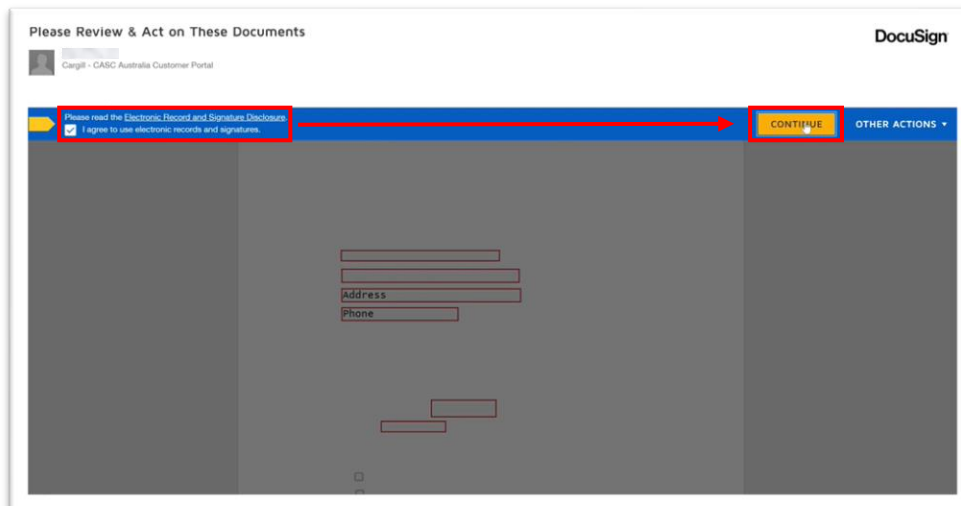 Please Review & Act on These Documents
DocuSign
Cargill - CASC Australia Customer Portal
Please read the Electronic Record and Signature Disclosure.
I agree to use electronic records and signatures.
CONTINUE
OTHER ACTIONS
Address
Phone